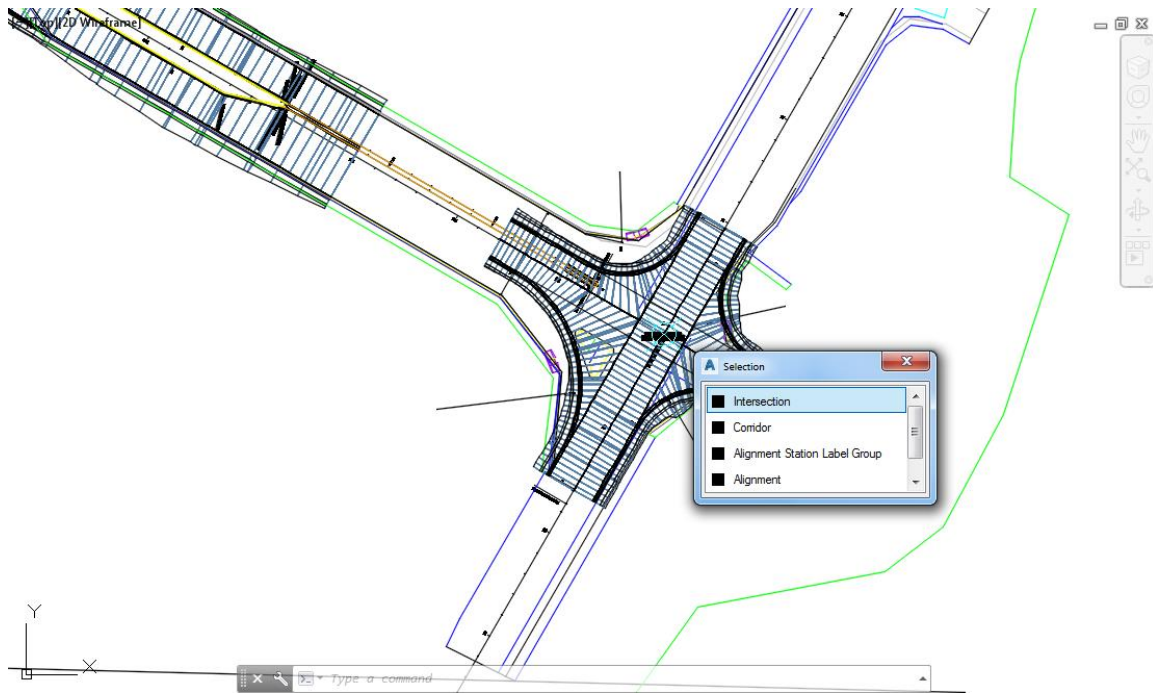 [-][Top][2D Wireframe]
Selection
Intersection
Corridor
Alignment Station Label Group
Alignment
Y
X
Type a command